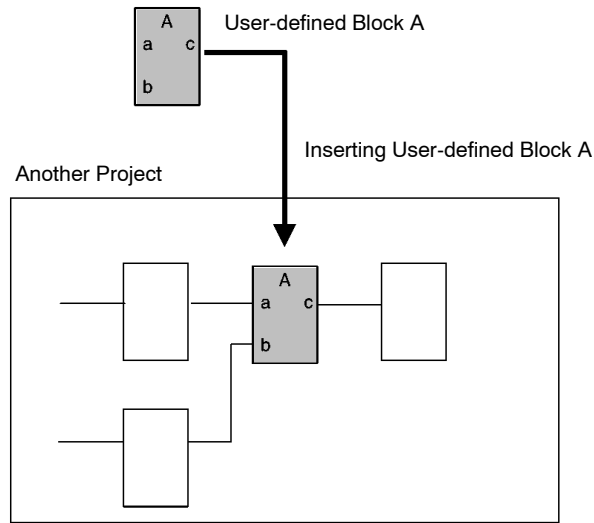 A
User-defined Block A
a c
b
Inserting User-defined Block A
Another Project
A
a c
b